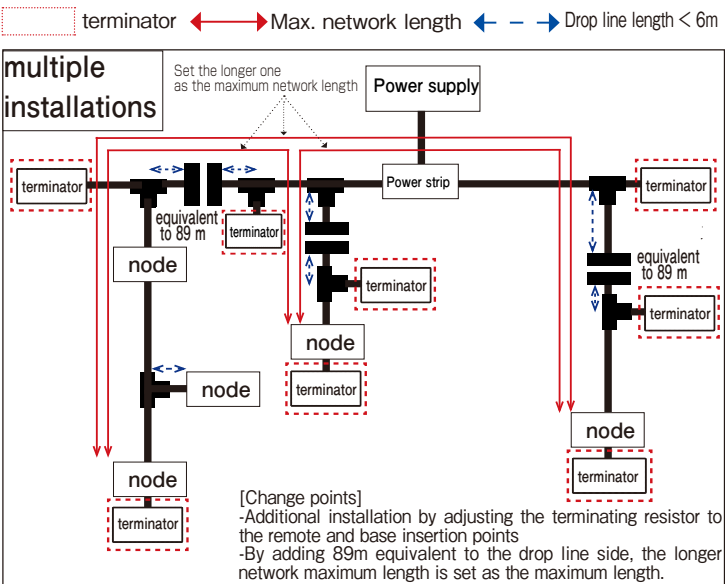 terminator
Max. network length
Drop line length < 6m
multiple
installations
Set the longer one
as the maximum network length
Power supply
terminator
Power strip
terminator
equivalent
to 89 m
terminator
equivalent
to 89 m
node
terminator
terminator
node
node
terminator
node
node
terminator
terminator
[Change points]
-Additional installation by adjusting the terminating resistor to
the remote and base insertion points
-By adding 89m equivalent to the drop line side, the longer
network maximum length is set as the maximum length.